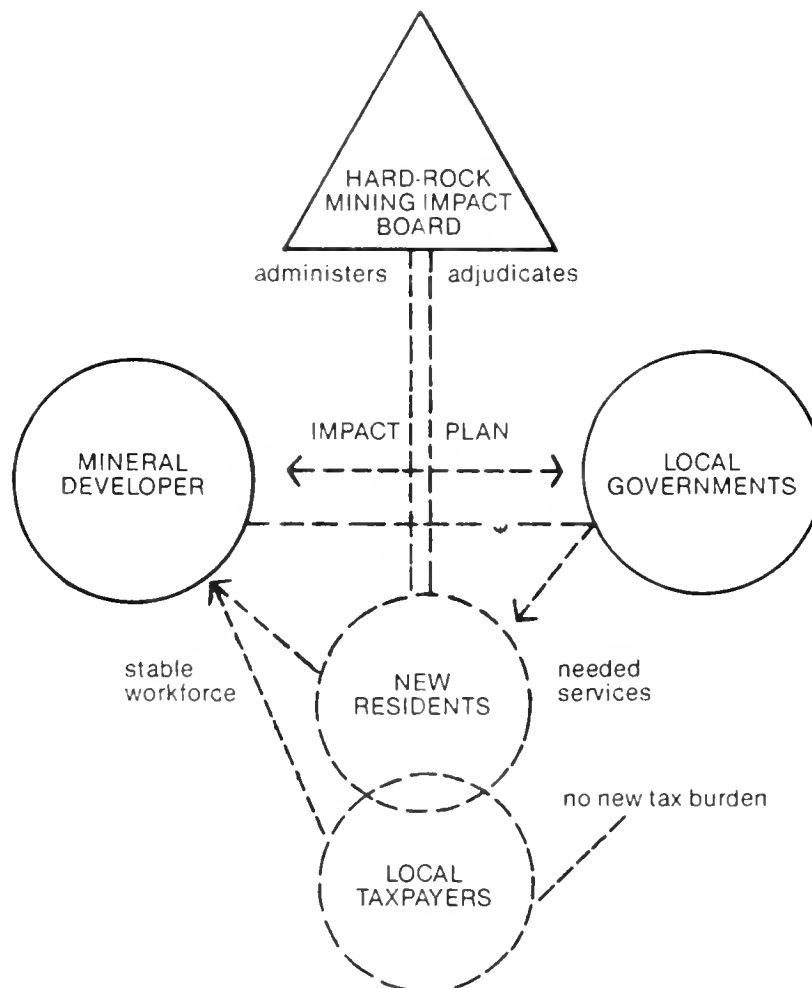 HARD-ROCK
MINING IMPACT
BOARD
administers
adjudicates
IMPACT
PLAN
MINERAL
DEVELOPER
LOCAL
GOVERNMENTS
stable
workforce
NEW
RESIDENTS
needed
services
no new tax burden
LOCAL
TAXPAYERS